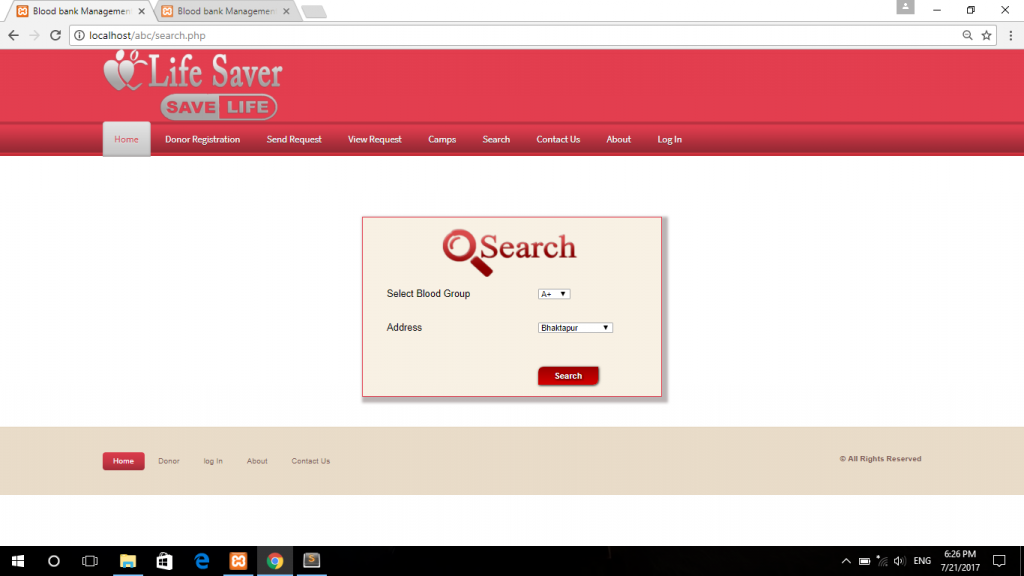 Blood bank Managemen
Blood bank Managemen
localhost/abc/search.php
Life Saver
SAVE LIFE
Home Donor Registration Send Request View Request Camps Search Contact Us About Log In
Search
Select Blood Group A+
Address Bhaktapur
Search
Home Donor log In About Contact Us
© All Rights Reserved
ENG
6:26 PM
7/21/2017